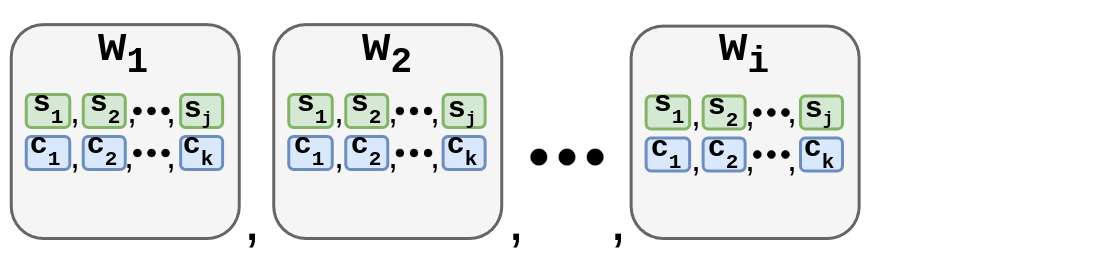 W₁
s₁, s₂, •••, sⱼ
c₁, c₂, •••, cₖ
,
W₂
s₁, s₂, •••, sⱼ
c₁, c₂, •••, cₖ
, ••• ,
Wᵢ
s₁, s₂, •••, sⱼ
c₁, c₂, •••, cₖ